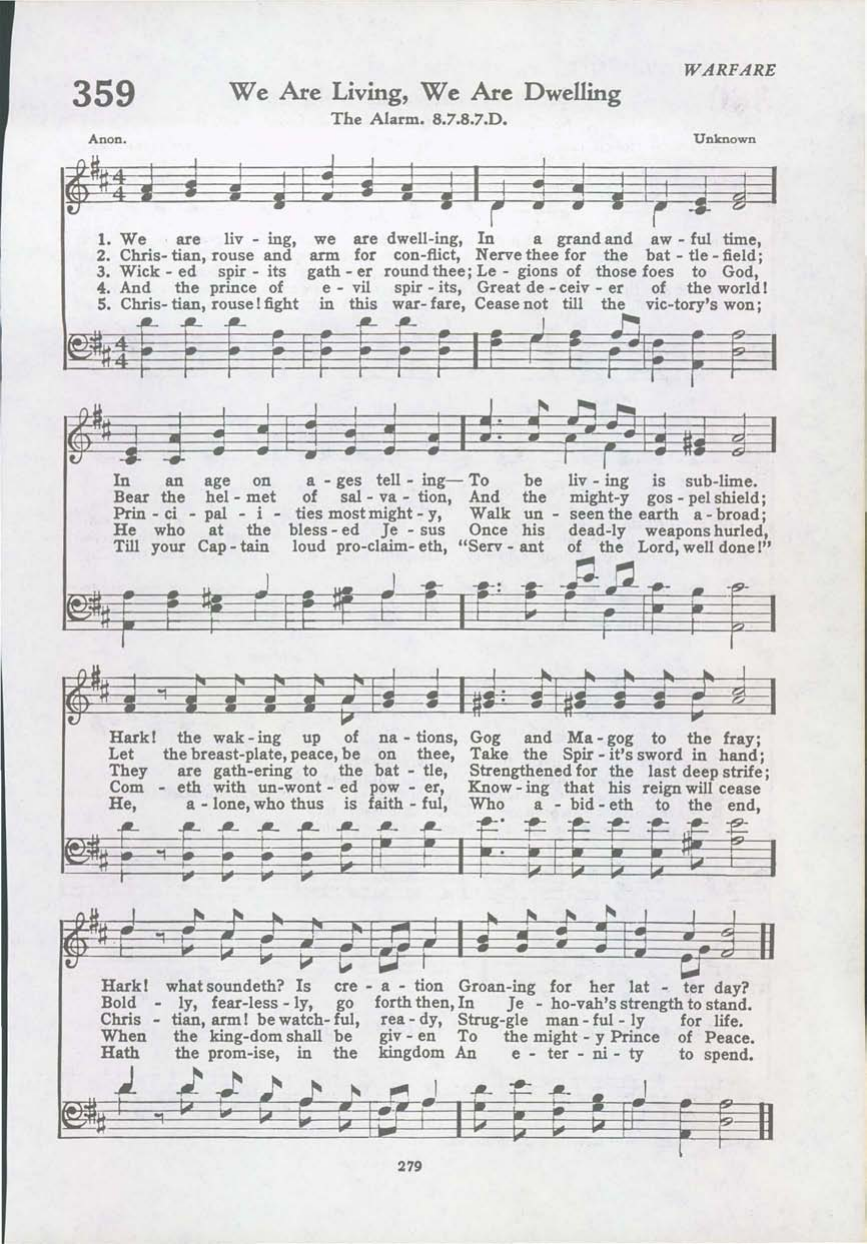 WARFARE
359 We Are Living, We Are Dwelling
The Alarm. 8.7.8.7.D.
Anon. Unknown
1. We are liv - ing, we are dwell-ing, In a grand and aw - ful time,
2. Chris- tian, rouse and arm for con-flict, Nerve thee for the bat - tle - field;
3. Wick - ed spir - its gath - er round thee; Le - gions of those foes to God,
4. And the prince of e - vil spir - its, Great de - ceiv - er of the world!
5. Chris- tian, rouse! fight in this war- fare, Cease not till the vic-tory's won;
In an age on a - ges tell - ing— To be liv - ing is sub-lime.
Bear the hel - met of sal - va - tion, And the might-y gos - pel shield;
Prin - ci - pal - i - ties most might - y, Walk un - seen the earth a - broad;
He who at the bless - ed Je - sus Once his dead-ly weapons hurled,
Till your Cap - tain loud pro-claim- eth, “Serv - ant of the Lord, well done!”
Hark! the wak - ing up of na - tions, Gog and Ma - gog to the fray;
Let the breast-plate, peace, be on thee, Take the Spir - it's sword in hand;
They are gath-ering to the bat - tle, Strengthened for the last deep strife;
Com - eth with un-wont - ed pow - er, Know - ing that his reign will cease
He, a - lone, who thus is faith - ful, Who a - bid - eth to the end,
Hark! what soundeth? Is cre - a - tion Groan-ing for her lat - ter day?
Bold - ly, fear-less - ly, go forth then, In Je - ho-vah's strength to stand.
Chris - tian, arm! be watch- ful, rea - dy, Strug-gle man - ful - ly for life.
When the king-dom shall be giv - en To the might - y Prince of Peace.
Hath the prom-ise, in the kingdom An e - ter - ni - ty to spend.
279